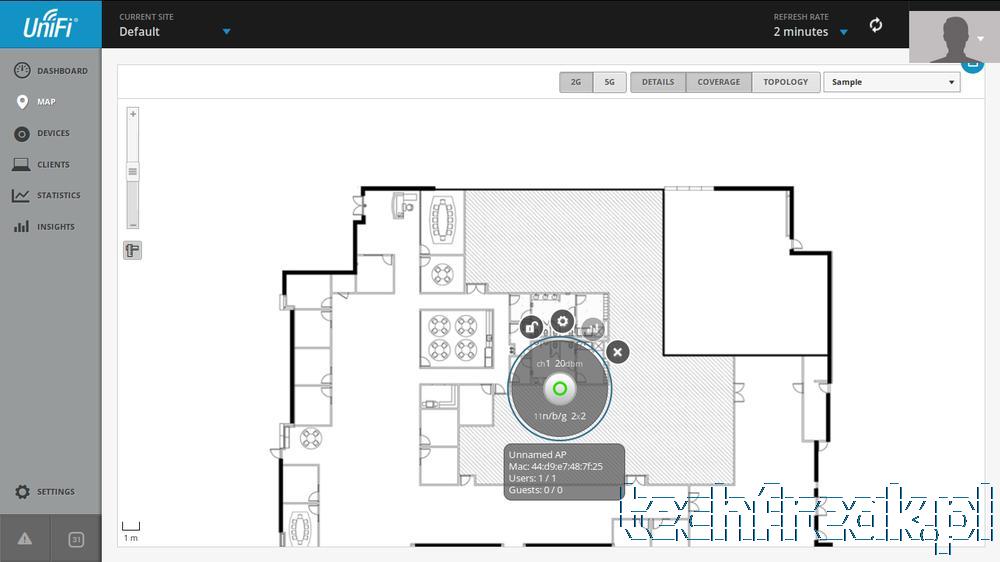 UniFi
CURRENT SITE
Default
REFRESH RATE
2 minutes
DASHBOARD
MAP
DEVICES
CLIENTS
STATISTICS
INSIGHTS
SETTINGS
31
2G 5G DETAILS COVERAGE TOPOLOGY Sample
ch1 20dbm
11n/b/g 2x2
Unnamed AP
Mac: 44:d9:e7:48:7f:25
Users: 1 / 1
Guests: 0 / 0
1 m
techfreak.pl